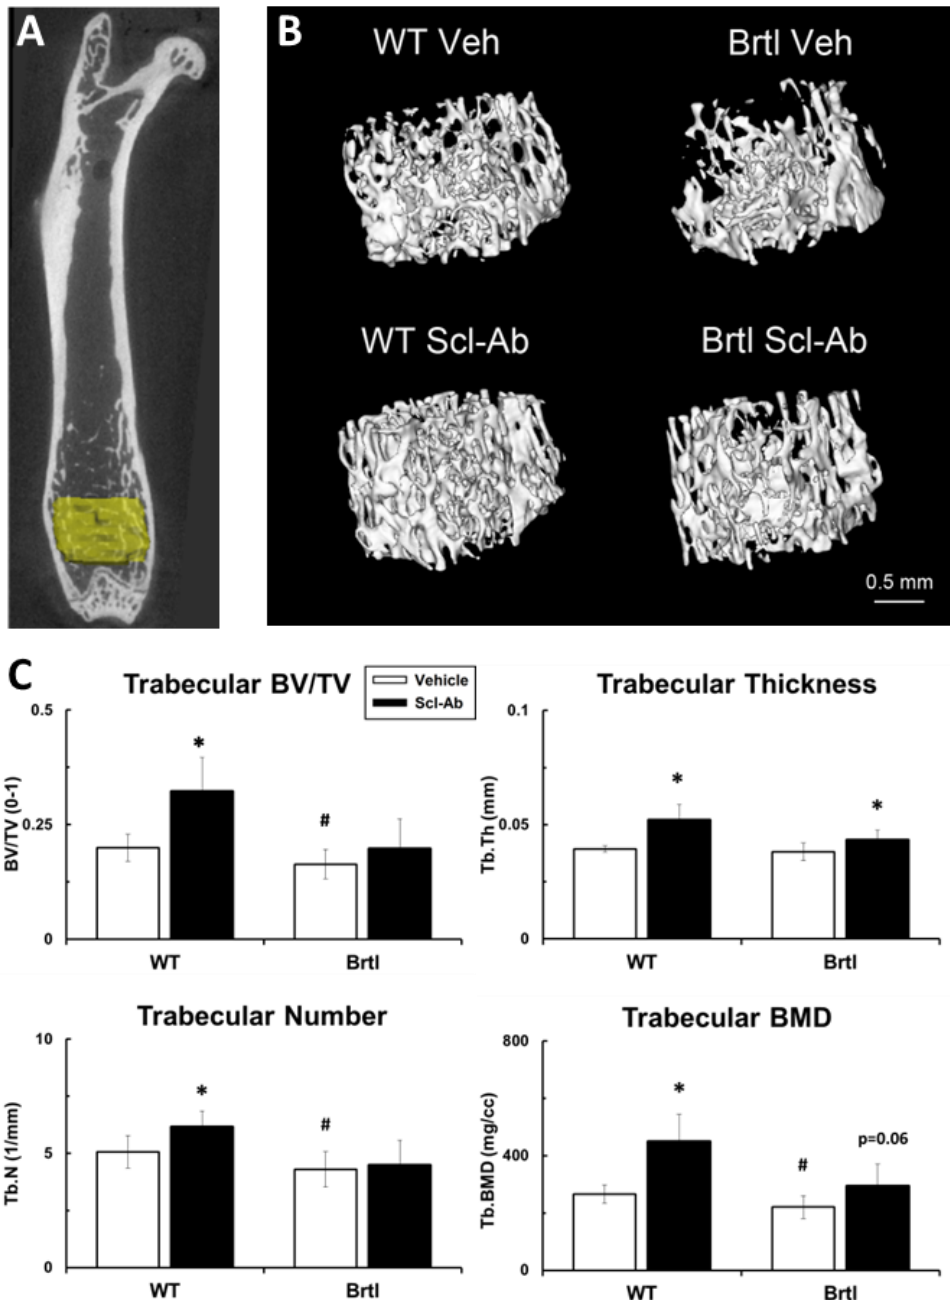 A
B
WT Veh
Brtl Veh
WT Scl-Ab
Brtl Scl-Ab
0.5 mm
C
Trabecular BV/TV
Vehicle
Scl-Ab
0.5
0.25
0
BV/TV (0-1)
*
#
WT
Brtl
Trabecular Thickness
0.1
0.05
0
Tb.Th (mm)
*
*
WT
Brtl
Trabecular Number
10
5
0
Tb.N (1/mm)
*
#
WT
Brtl
Trabecular BMD
800
400
0
Tb.BMD (mg/cc)
*
#
p=0.06
WT
Brtl